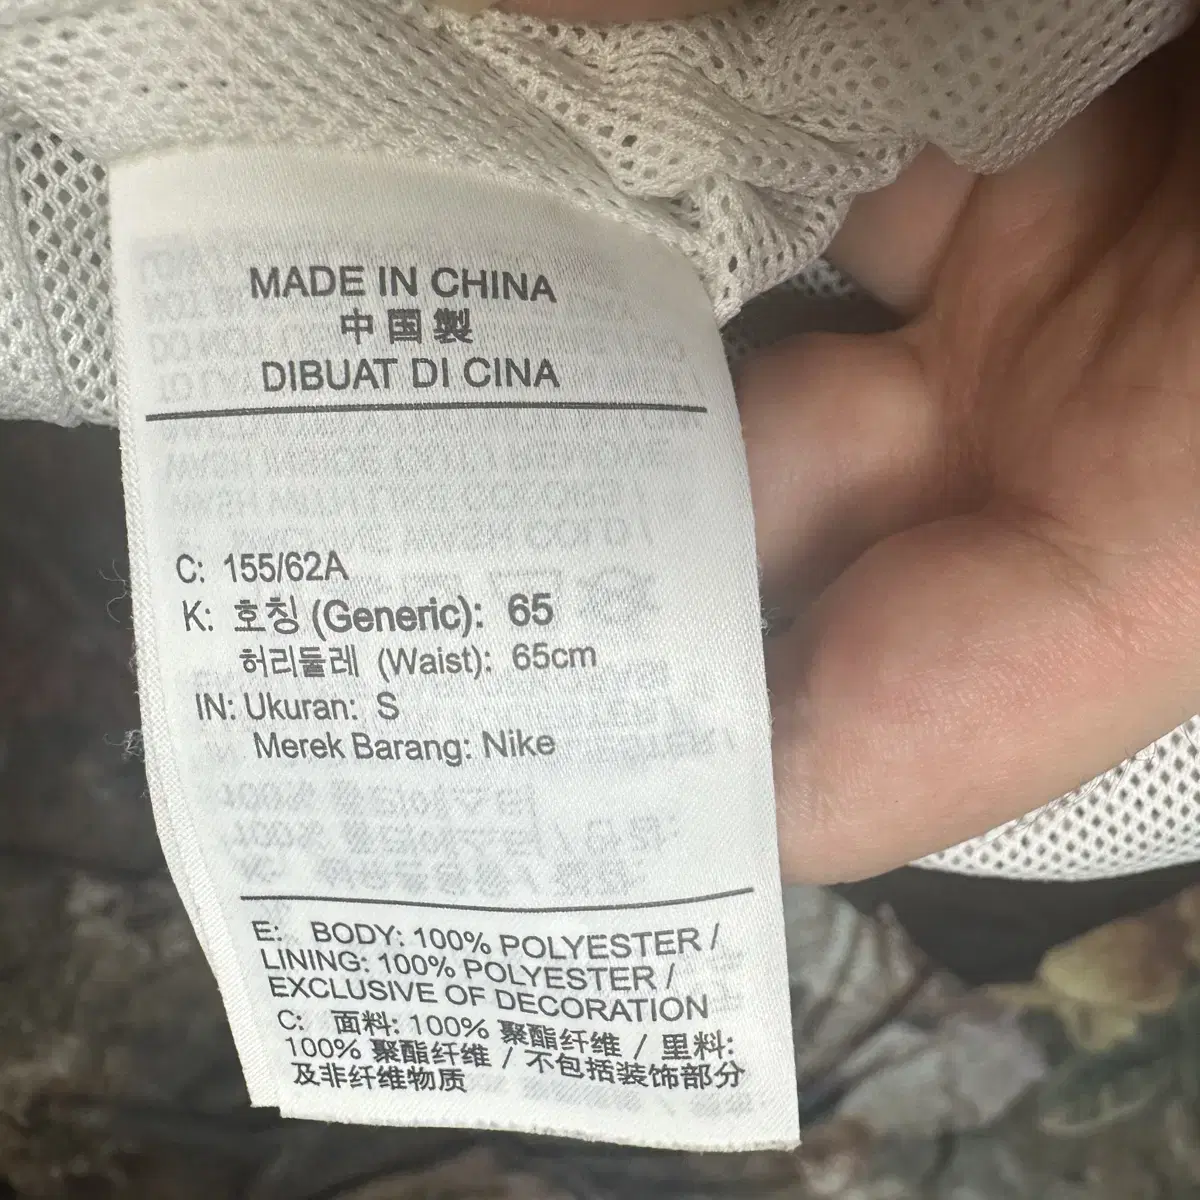 MADE IN CHINA
中国製
DIBUAT DI CINA
C: 155/62A
K: 호칭 (Generic): 65
허리둘레 (Waist): 65cm
IN: Ukuran: S
Merek Barang: Nike
E: BODY: 100% POLYESTER /
LINING: 100% POLYESTER /
EXCLUSIVE OF DECORATION
C: 面料: 100% 聚酯纤维 / 里料:
100% 聚酯纤维 / 不包括装饰部分
及非纤维物质